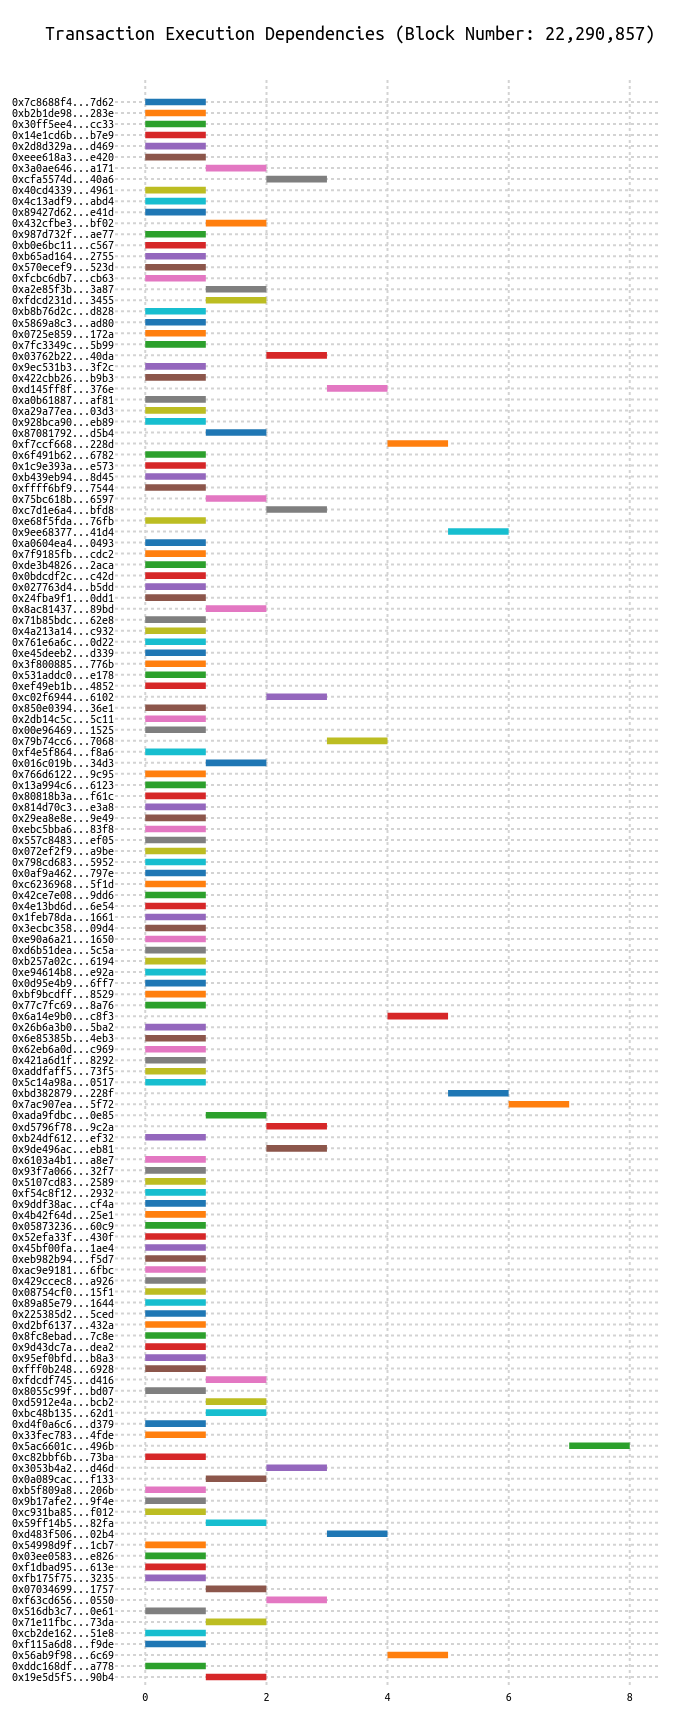 Transaction Execution Dependencies (Block Number: 22,290,857)
0x7c8688f4...7d62
0xb2b1de98...283e
0x30ff5ee4...cc33
0x14e1cd6b...b7e9
0x2d8d329a...d469
0xeee618a3...e420
0x3a0ae646...a171
0xcfa5574d...40a6
0x40cd4339...4961
0x4c13adf9...abd4
0x89427d62...e41d
0x432cfbe3...bf02
0x987d732f...ae77
0xb0e6bc11...c567
0xb65ad164...2755
0x570ecef9...523d
0xfcbc6db7...cb63
0xa2e85f3b...3a87
0xfdcd231d...3455
0xb8b76d2c...d828
0x5869a8c3...ad80
0x0725e859...172a
0x7fc3349c...5b99
0x03762b22...40da
0x9ec531b3...3f2c
0x422cbb26...b9b3
0xd145ff8f...376e
0xa0b61887...af81
0xa29a77ea...03d3
0x928bca90...eb89
0x87081792...d5b4
0xf7ccf668...228d
0x6f491b62...6782
0x1c9e393a...e573
0xb439eb94...8d45
0xffff6bf9...7544
0x75bc618b...6597
0xc7d1e6a4...bfd8
0xe68f5fda...76fb
0x9ee68377...41d4
0xa0604ea4...0493
0x7f9185fb...cdc2
0xde3b4826...2aca
0x0bdcdf2c...c42d
0x027763d4...b5dd
0x24fba9f1...0dd1
0x8ac81437...89bd
0x71b85bdc...62e8
0x4a213a14...c932
0x761e6a6c...0d22
0xe45deeb2...d339
0x3f800885...776b
0x531addc0...e178
0xef49eb1b...4852
0xc02f6944...6102
0x850e0394...36e1
0x2db14c5c...5c11
0x00e96469...1525
0x79b74cc6...7068
0xf4e5f864...f8a6
0x016c019b...34d3
0x766d6122...9c95
0x13a994c6...6123
0x80818b3a...f61c
0x814d70c3...e3a8
0x29ea8e8e...9e49
0xebc5bba6...83f8
0x557c8483...ef05
0x072ef2f9...a9be
0x798cd683...5952
0x0af9a462...797e
0xc6236968...5f1d
0x42ce7e08...9dd6
0x4e13bd6d...6e54
0x1feb78da...1661
0x3ecbc358...09d4
0xe90a6a21...1650
0xd6b51dea...5c5a
0xb257a02c...6194
0xe94614b8...e92a
0x0d95e4b9...6ff7
0xbf9bcdff...8529
0x77c7fc69...8a76
0x6a14e9b0...c8f3
0x26b6a3b0...5ba2
0x6e85385b...4eb3
0x62eb6a0d...c969
0x421a6d1f...8292
0xaddfaff5...73f5
0x5c14a98a...0517
0xbd382879...228f
0x7ac907ea...5f72
0xada9fdbc...0e85
0xd5796f78...9c2a
0xb24df612...ef32
0x9de496ac...eb81
0x6103a4b1...a8e7
0x93f7a066...32f7
0x5107cd83...2589
0xf54c8f12...2932
0x9ddf38ac...cf4a
0x4b42f64d...25e1
0x05873236...60c9
0x52efa33f...430f
0x45bf00fa...1ae4
0xeb982b94...f5d7
0xac9e9181...6fbc
0x429ccec8...a926
0x08754cf0...15f1
0x89a85e79...1644
0x225385d2...5ced
0xd2bf6137...432a
0x8fc8ebad...7c8e
0x9d43dc7a...dea2
0x95ef0bfd...b8a3
0xfff0b248...6928
0xfdcdf745...d416
0x8055c99f...bd07
0xd5912e4a...bcb2
0xbc48b135...62d1
0xd4f0a6c6...d379
0x33fec783...4fde
0x5ac6601c...496b
0xc82bbf6b...73ba
0x3053b4a2...d46d
0x0a089cac...f133
0xb5f809a8...206b
0x9b17afe2...9f4e
0xc931ba85...f012
0x59ff14b5...82fa
0xd483f506...02b4
0x54998d9f...1cb7
0x03ee0583...e826
0xf1dbad95...613e
0xfb175f75...3235
0x07034699...1757
0xf63cd656...0550
0x516db3c7...0e61
0x71e11fbc...73da
0xcb2de162...51e8
0xf115a6d8...f9de
0x56ab9f98...6c69
0xddc168df...a778
0x19e5d5f5...90b4
0 2 4 6 8